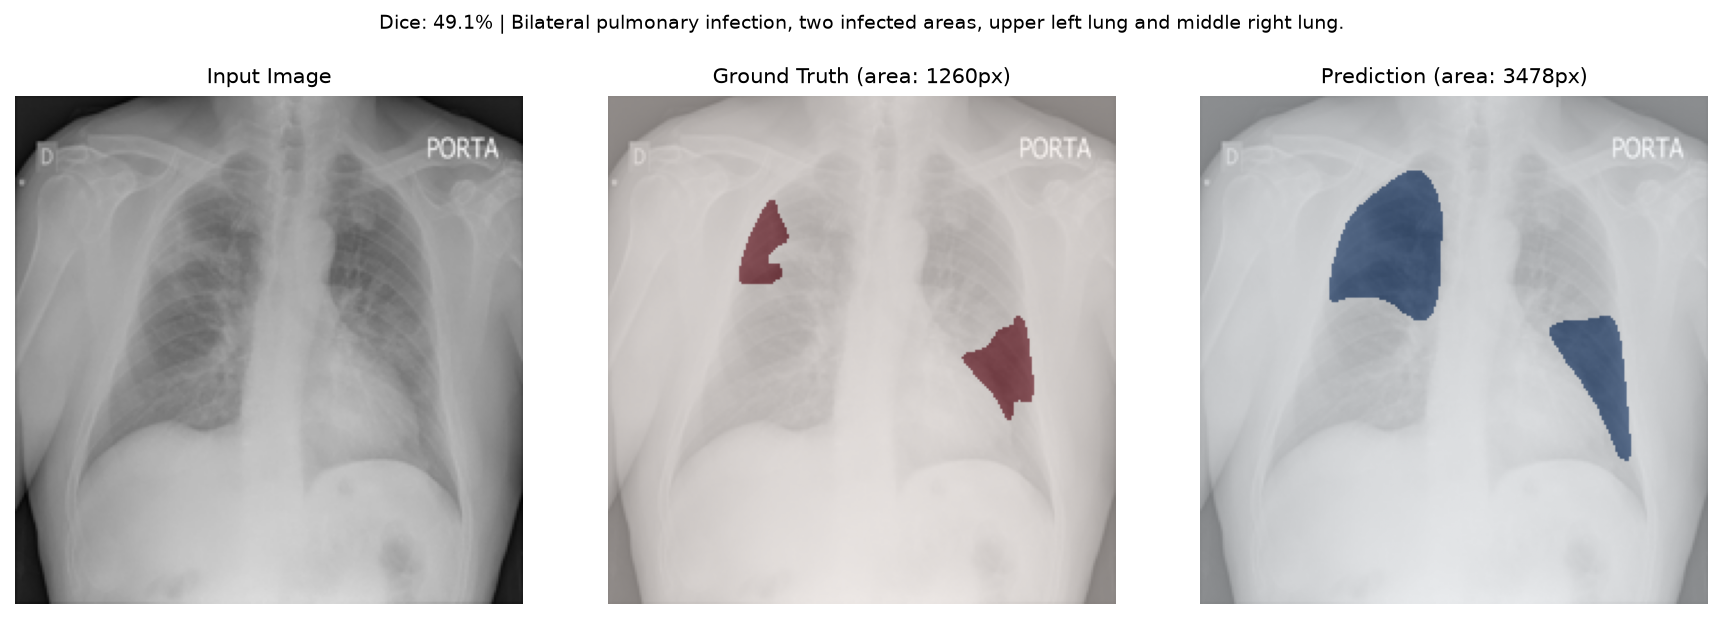 Dice: 49.1% | Bilateral pulmonary infection, two infected areas, upper left lung and middle right lung.
Input Image
Ground Truth (area: 1260px)
Prediction (area: 3478px)
D
PORTA
D
PORTA
D
PORTA